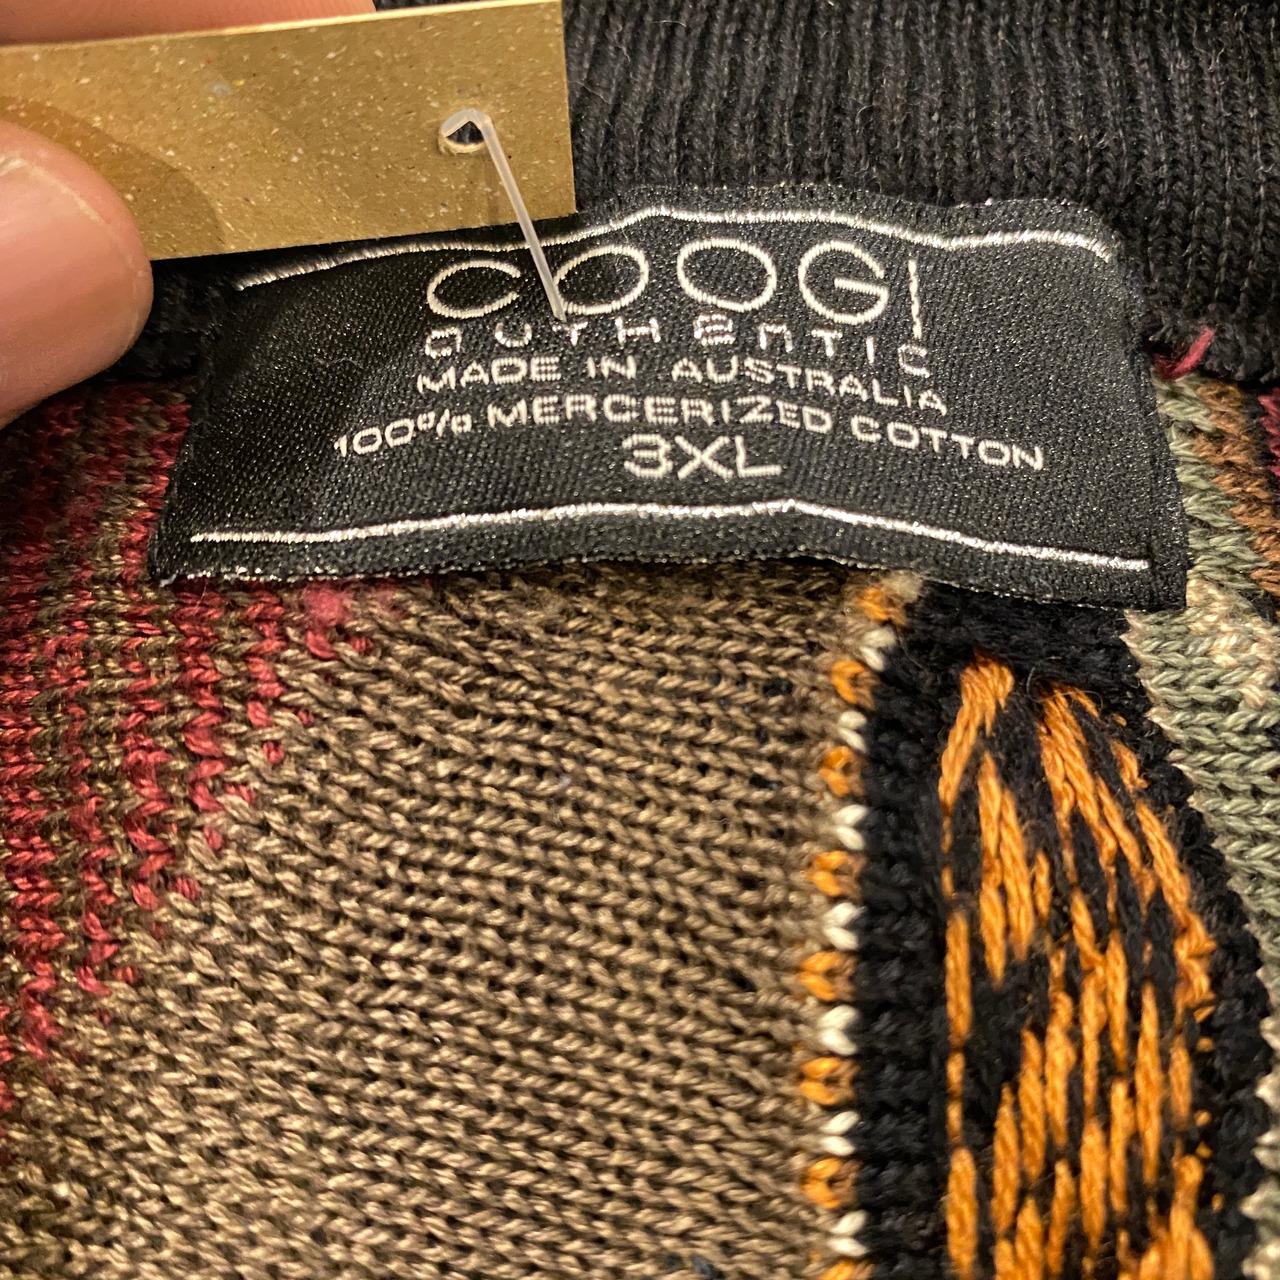 COOGI
aUTHenTIC
MADE IN AUSTRALIA
100% MERCERIZED COTTON
3XL